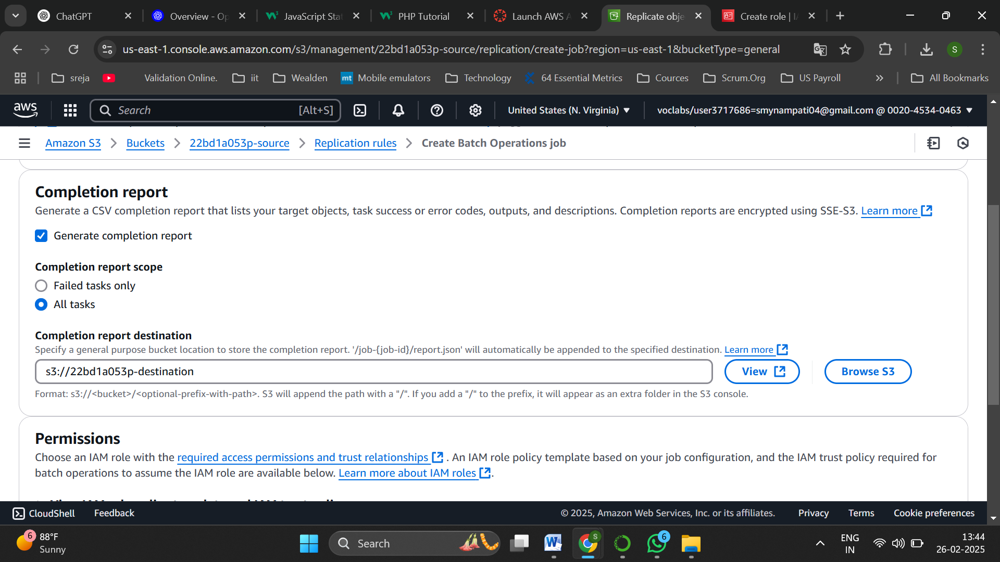 ChatGPT
Overview - Op
JavaScript Stat
PHP Tutorial
Launch AWS A
Replicate obje
Create role | IA
us-east-1.console.aws.amazon.com/s3/management/22bd1a053p-source/replication/create-job?region=us-east-1&bucketType=general
S
sreja
Validation Online.
iit
Wealden
mt Mobile emulators
Technology
64 Essential Metrics
Cources
Scrum.Org
US Payroll
»
All Bookmarks
aws
Search [Alt+S]
United States (N. Virginia)
voclabs/user3717686=smynampati04@gmail.com @ 0020-4534-0463
Amazon S3 > Buckets > 22bd1a053p-source > Replication rules > Create Batch Operations job
Completion report
Generate a CSV completion report that lists your target objects, task success or error codes, outputs, and descriptions. Completion reports are encrypted using SSE-S3. Learn more
Generate completion report
Completion report scope
Failed tasks only
All tasks
Completion report destination
Specify a general purpose bucket location to store the completion report. '/job-{job-id}/report.json' will automatically be appended to the specified destination. Learn more
s3://22bd1a053p-destination
View
Browse S3
Format: s3://<bucket>/<optional-prefix-with-path>. S3 will append the path with a "/". If you add a "/" to the prefix, it will appear as an extra folder in the S3 console.
Permissions
Choose an IAM role with the required access permissions and trust relationships. An IAM role policy template based on your job configuration, and the IAM trust policy required for
batch operations to assume the IAM role are available below. Learn more about IAM roles.
CloudShell
Feedback
© 2025, Amazon Web Services, Inc. or its affiliates.
Privacy
Terms
Cookie preferences
6
88°F
Sunny
Search
S
6
ENG
IN
13:44
26-02-2025